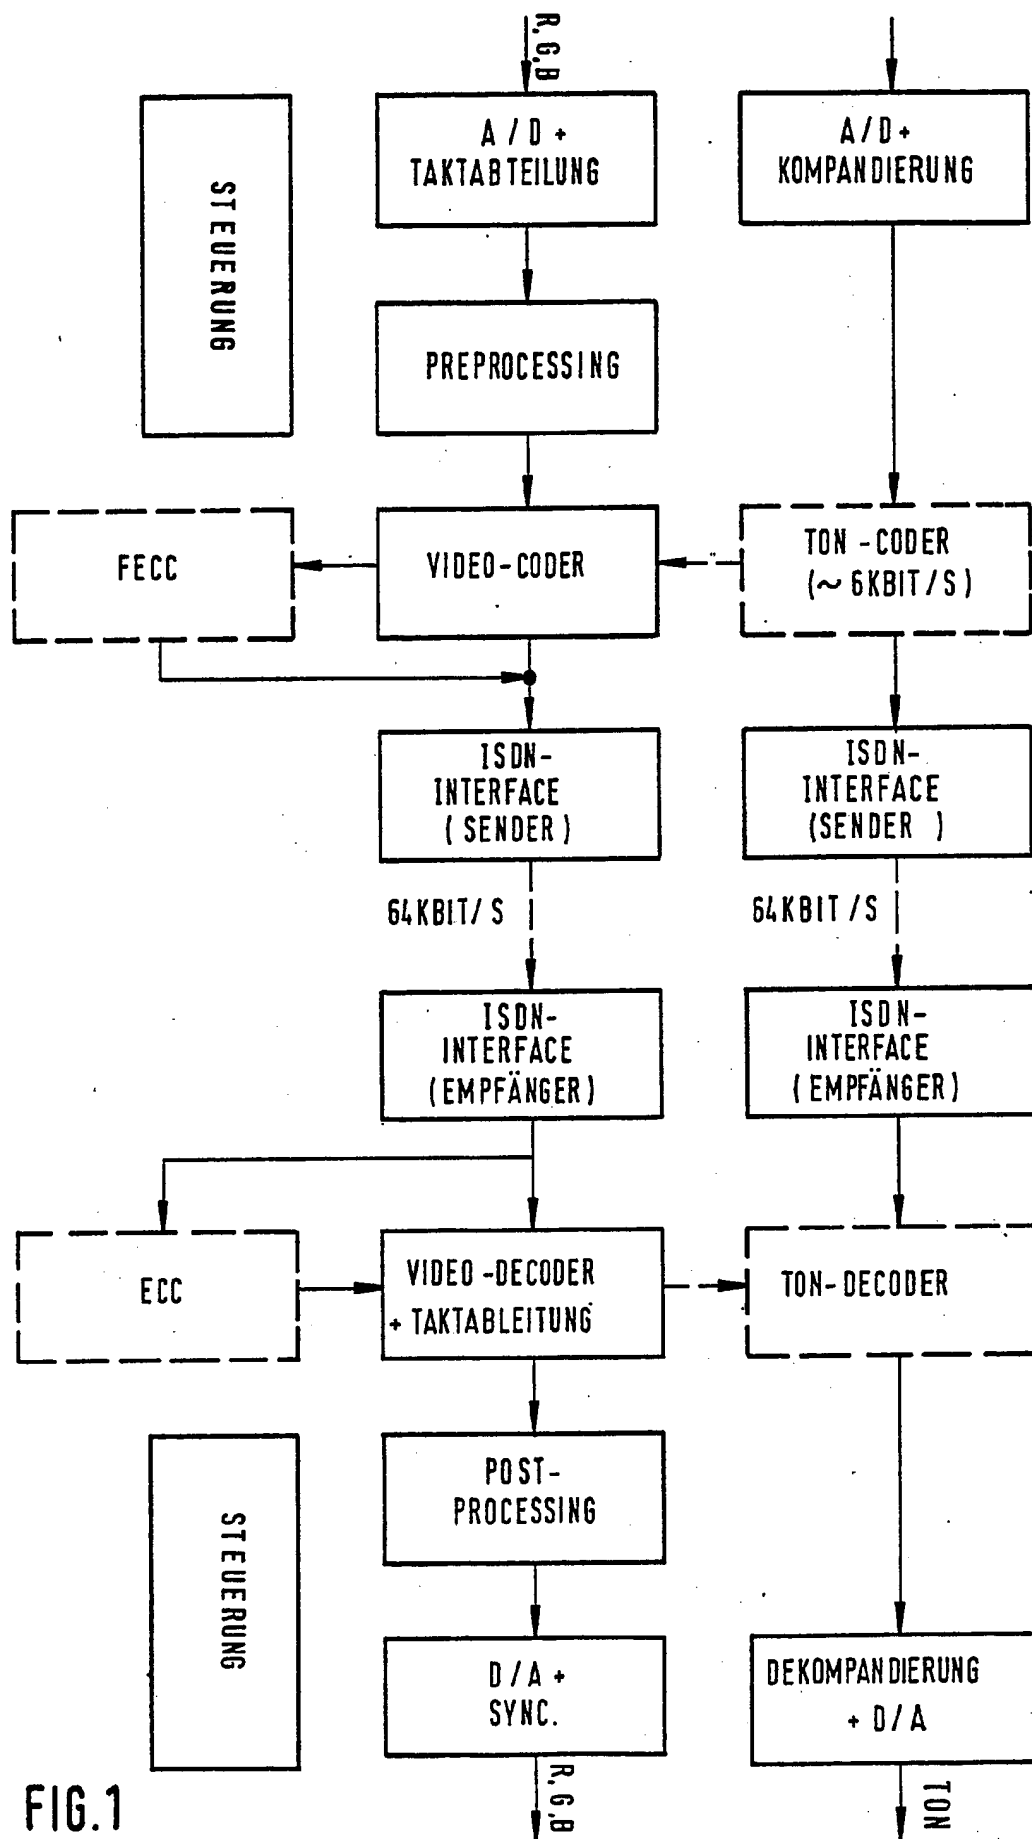 R,G,B
A/D +
TAKTABTEILUNG
A/D +
KOMPANDIERUNG
STEUERUNG
PREPROCESSING
FECC
VIDEO-CODER
TON-CODER
(~ 6KBIT/S)
ISDN-
INTERFACE
(SENDER)
ISDN-
INTERFACE
(SENDER)
64KBIT/S
64KBIT/S
ISDN-
INTERFACE
(EMPFÄNGER)
ISDN-
INTERFACE
(EMPFÄNGER)
ECC
VIDEO-DECODER
+ TAKTABLEITUNG
TON-DECODER
STEUERUNG
POST-
PROCESSING
D/A +
SYNC.
DEKOMPANDIERUNG
+ D/A
R,G,B
TON
FIG.1